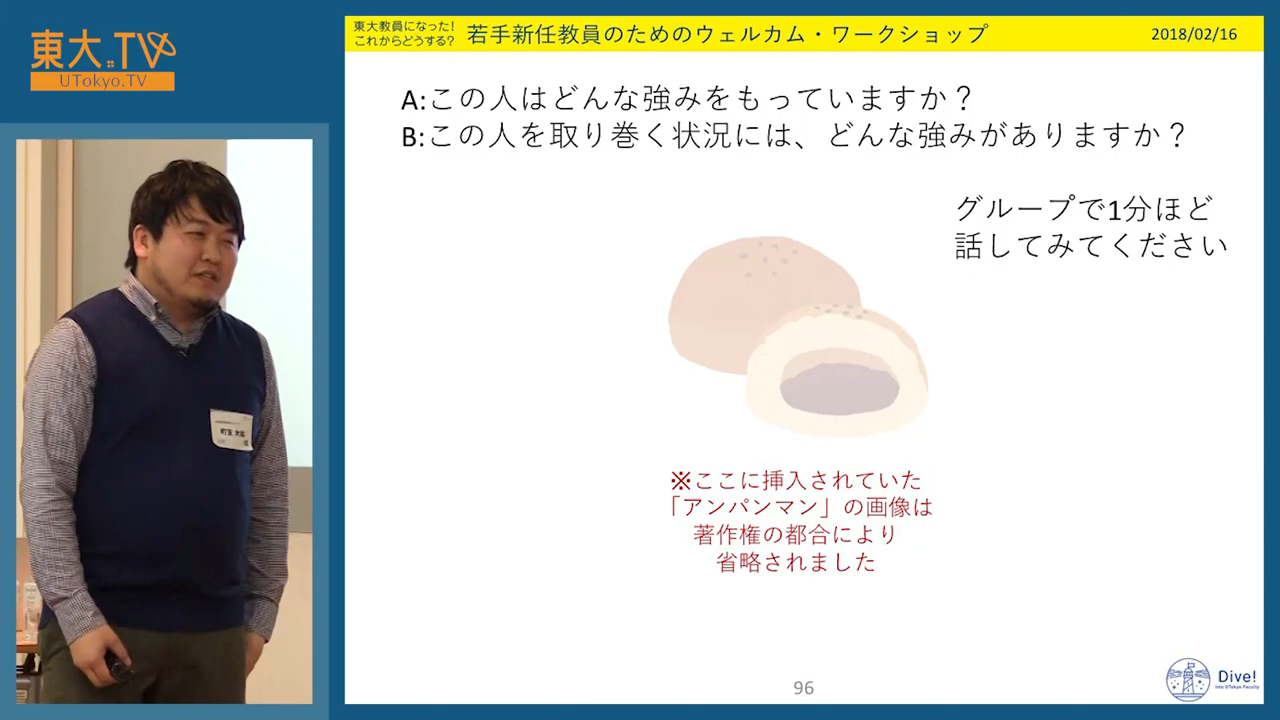 東大.TV
UTokyo.TV
東大教員になった!
これからどうする?
若手新任教員のためのウェルカム・ワークショップ
2018/02/16
A:この人はどんな強みをもっていますか?
B:この人を取り巻く状況には、どんな強みがありますか?
グループで1分ほど
話してみてください
※ここに挿入されていた
「アンパンマン」の画像は
著作権の都合により
省略されました
96
Dive!
into UTokyo Faculty